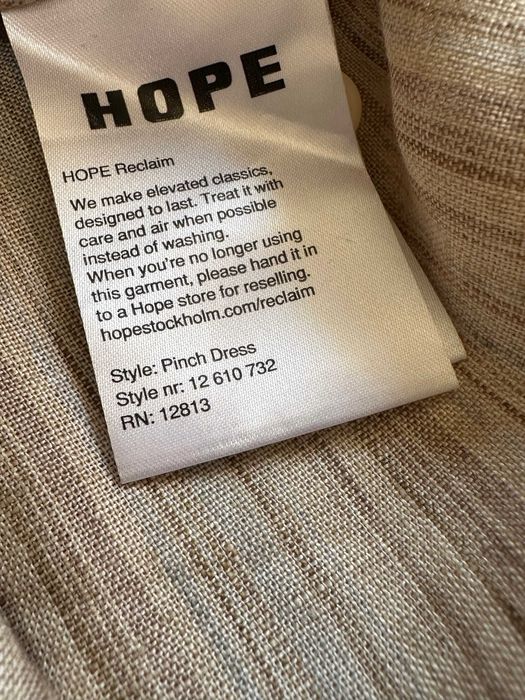 HOPE
HOPE Reclaim
We make elevated classics,
designed to last. Treat it with
care and air when possible
instead of washing.
When you're no longer using
this garment, please hand it in
to a Hope store for reselling.
hopestockholm.com/reclaim
Style: Pinch Dress
Style nr: 12 610 732
RN: 12813